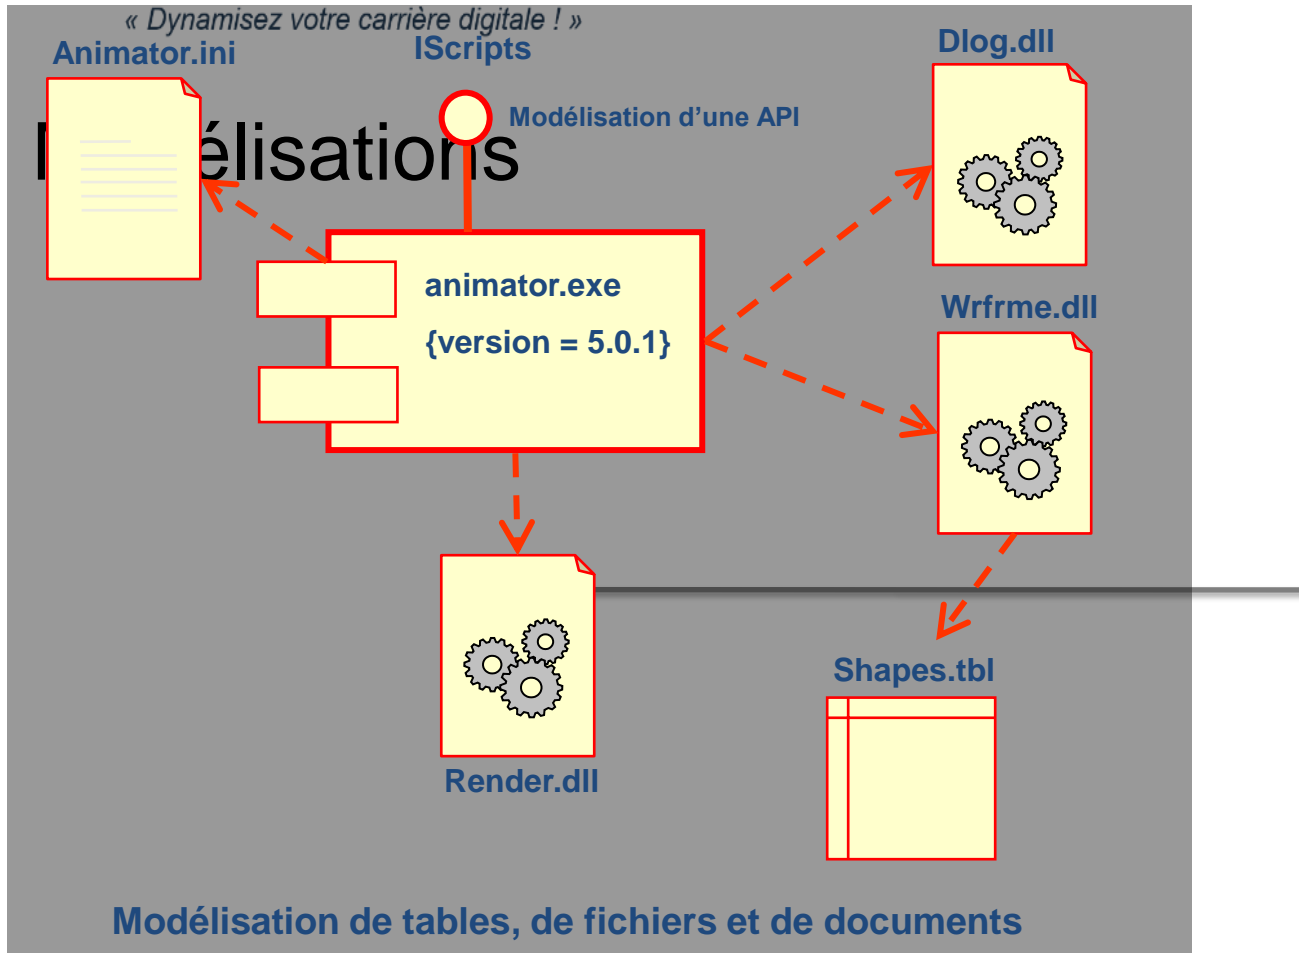 « Dynamisez votre carrière digitale ! »
Animator.ini
IScripts
Dlog.dll
Modélisation d’une API
élisations
animator.exe
{version = 5.0.1}
Wrfrme.dll
Shapes.tbl
Render.dll
Modélisation de tables, de fichiers et de documents